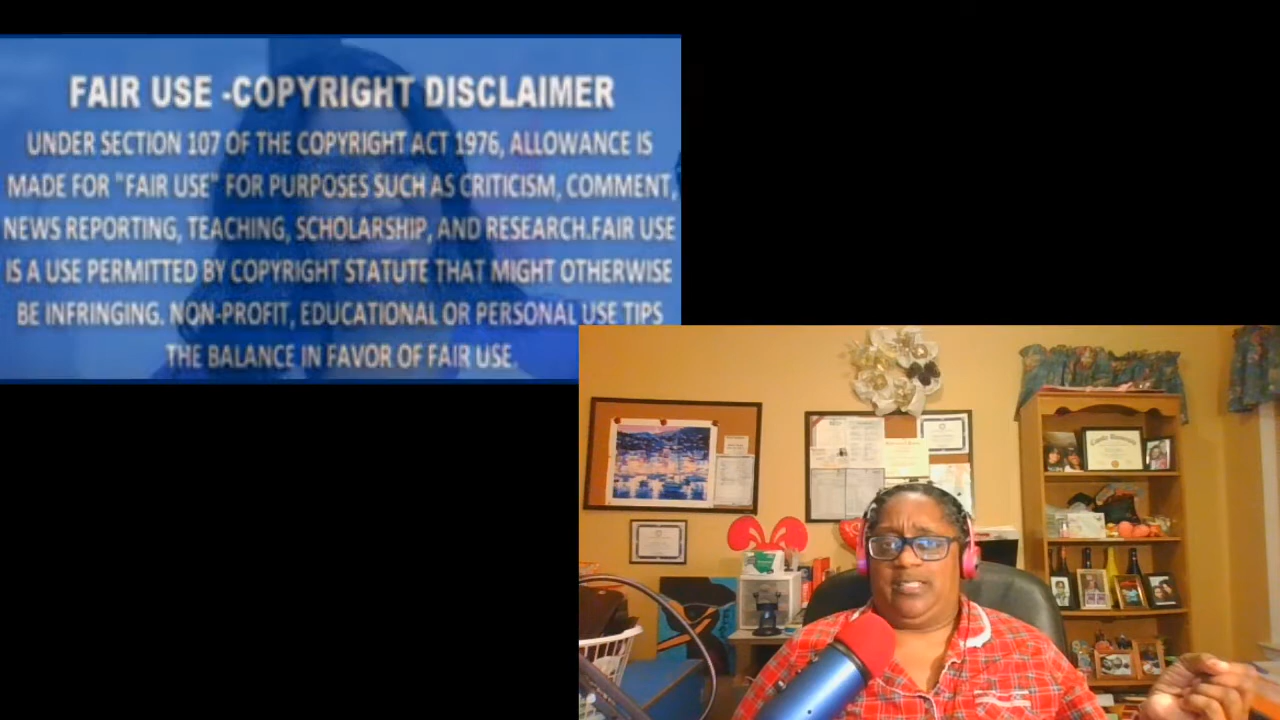 FAIR USE -COPYRIGHT DISCLAIMER
UNDER SECTION 107 OF THE COPYRIGHT ACT 1976, ALLOWANCE IS
MADE FOR "FAIR USE" FOR PURPOSES SUCH AS CRITICISM, COMMENT,
NEWS REPORTING, TEACHING, SCHOLARSHIP, AND RESEARCH.FAIR USE
IS A USE PERMITTED BY COPYRIGHT STATUTE THAT MIGHT OTHERWISE
BE INFRINGING. NON-PROFIT, EDUCATIONAL OR PERSONAL USE TIPS
THE BALANCE IN FAVOR OF FAIR USE.